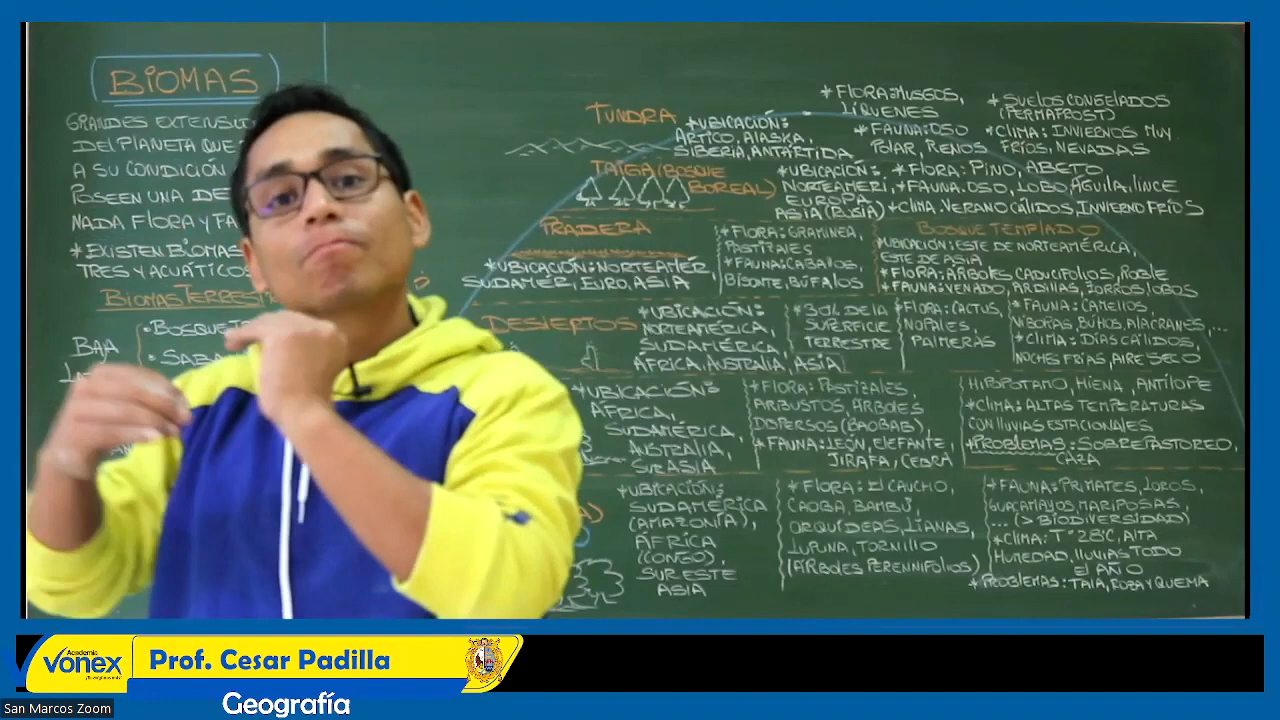 BIOMAS
GRANDES EXTENSI
DEL PLANETA QUE
A SU CONDICIÓN
POSEEN UNA DE
NADA FLORA Y FA
*EXISTEN BIOMAS
TRES Y ACUÁTICOS
BIOMAS TERREST
BAJA
•BOSQUE
•SABA
TUNDRA
*UBICACIÓN:
ÁRTICO, ALASKA,
SIBERIA, ANTÁRTIDA
*FLORA: MUSGOS,
LÍQUENES
*FAUNA: OSO
POLAR, RENOS
*SUELOS CONGELADOS
(PERMAFROST)
*CLIMA: INVIERNOS MUY
FRÍOS, NEVADAS
TAIGA (BOSQUE
BOREAL)
*UBICACIÓN:
NORTEAMERI,
EUROPA,
ASIA (RUSIA)
*FLORA: PINO, ABETO
*FAUNA: OSO, LOBO, ÁGUILA, LINCE
*CLIMA: VERANO CÁLIDOS, INVIERNO FRÍOS
PRADERA
*UBICACIÓN: NORTEAMÉR,
SUDAMÉR, EURO, ASIA
*FLORA: GRAMINEA,
PASTIZALES
*FAUNA: CABALLOS,
BISONTE, BÚFALOS
BOSQUE TEMPLADO
UBICACIÓN: ESTE DE NORTEAMÉRICA,
ESTE DE ASIA
*FLORA: ÁRBOLES CADUCIFOLIOS, ROBLE
*FAUNA: VENADO, ARDILLAS, ZORROS, LOBOS
DESIERTOS
*UBICACIÓN:
NORTEAMÉRICA,
SUDAMÉRICA,
ÁFRICA, AUSTRALIA, ASIA
*30% DE LA
SUPERFICIE
TERRESTRE
*FLORA: CACTUS,
NOPALES,
PALMERAS
*FAUNA: CAMELLOS,
VÍBORAS, BÚHOS, ALACRANES,...
*CLIMA: DÍAS CÁLIDOS,
NOCHES FRÍAS, AIRE SECO
*UBICACIÓN:
ÁFRICA,
SUDAMÉRICA,
AUSTRALIA,
SURASIA
*FLORA: PASTIZALES,
ARBUSTOS, ÁRBOLES
DISPERSOS (BAOBAB),
*FAUNA: LEÓN, ELEFANTE,
JIRAFA, CEBRA
HIPOPÓTAMO, HIENA, ANTÍLOPE
*CLIMA: ALTAS TEMPERATURAS
CON LLUVIAS ESTACIONALES
*PROBLEMAS: SOBREPASTOREO,
CAZA
*UBICACIÓN:
SUDAMÉRICA
(AMAZONÍA),
ÁFRICA
(CONGO),
SURESTE
ASIA
*FLORA: EL CAUCHO,
CAOBA, BAMBÚ,
ORQUÍDEAS, LIANAS,
LUPUNA, TORNILLO
(ÁRBOLES PERENNIFOLIOS)
*FAUNA: PRIMATES, LOROS,
GUACAMAYOS, MARIPOSAS,
... (> BIODIVERSIDAD)
*CLIMA: T° 28°C, ALTA
HUMEDAD, LLUVIAS TODO
EL AÑO
*PROBLEMAS: TALA, ROZA Y QUEMA
Academia
vonex
Prof. Cesar Padilla
Geografía
San Marcos Zoom